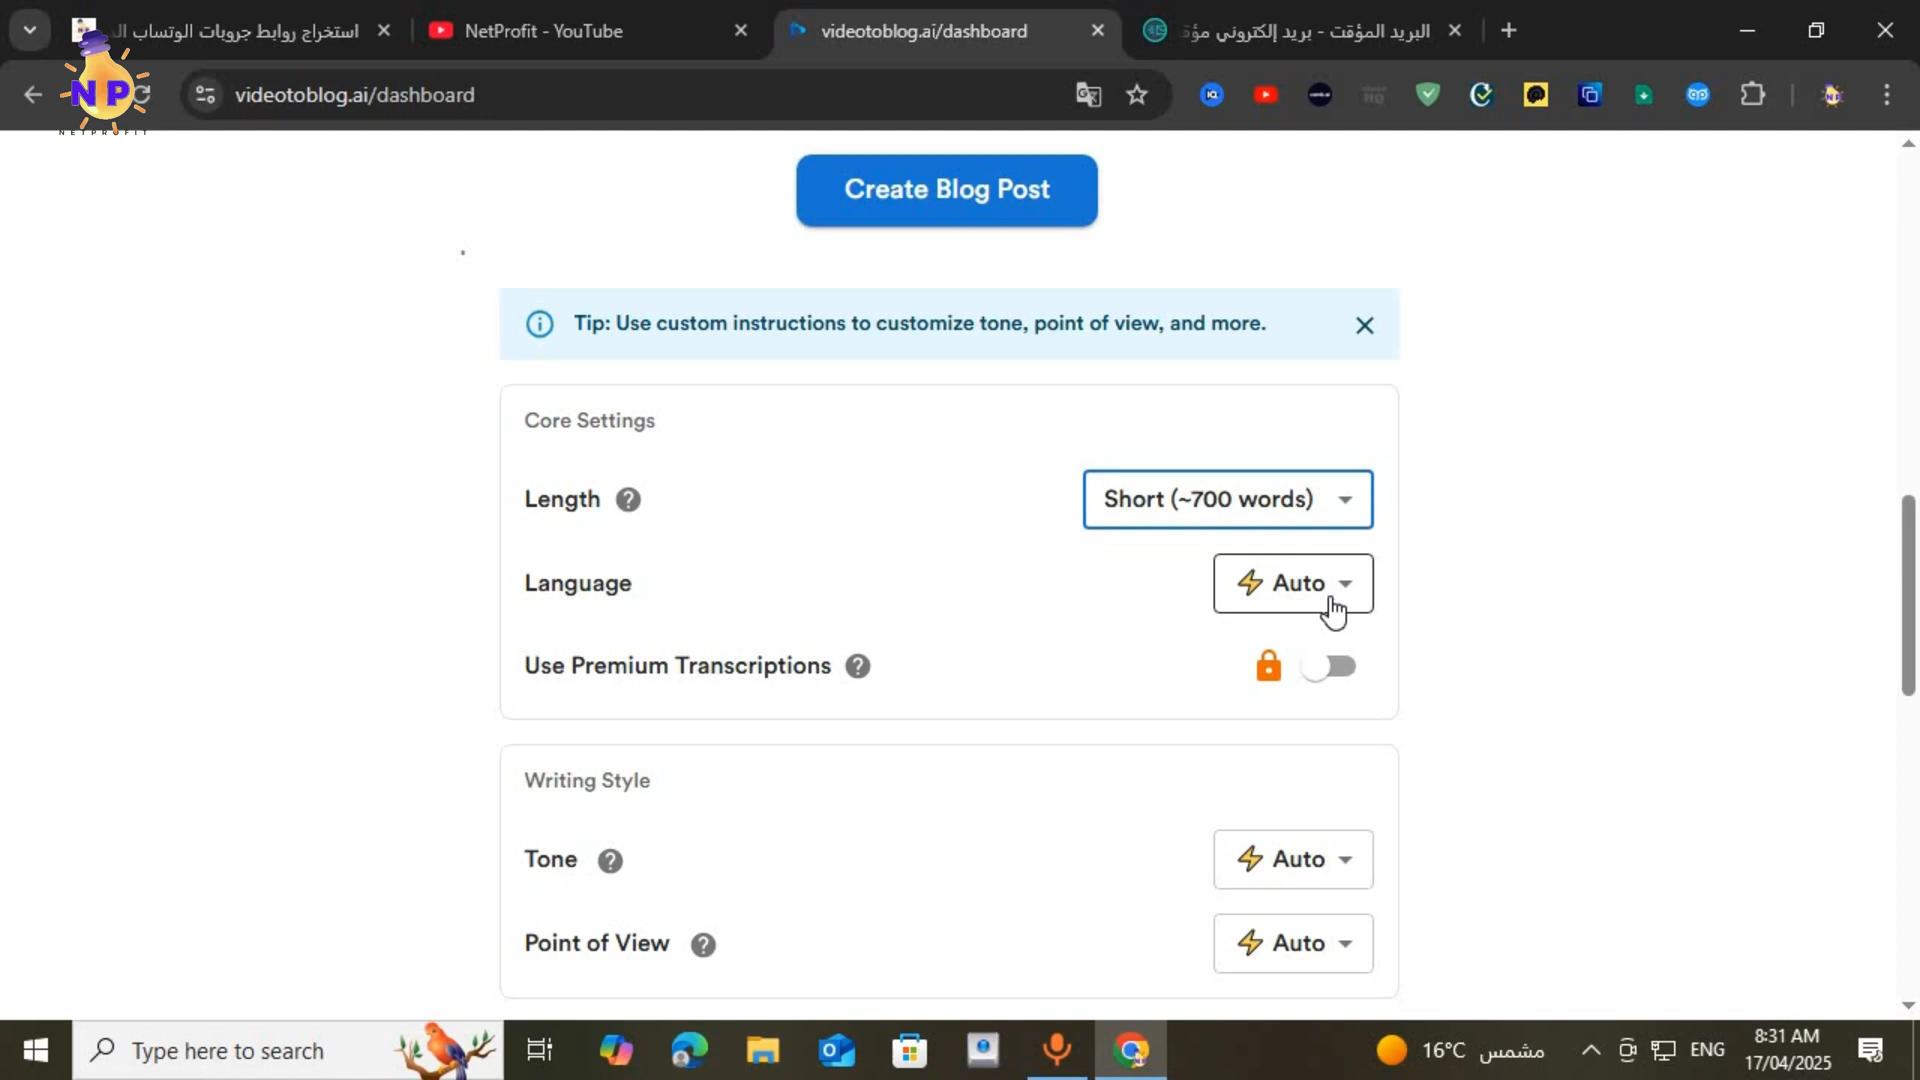 استخراج روابط جروبات الوتساب ال
NetProfit - YouTube
videotoblog.ai/dashboard
البريد المؤقت - بريد إلكتروني مؤق
NP
NETPROFIT
videotoblog.ai/dashboard
Create Blog Post
Tip: Use custom instructions to customize tone, point of view, and more.
Core Settings
Length
Short (~700 words)
Language
Auto
Use Premium Transcriptions
Writing Style
Tone
Auto
Point of View
Auto
Type here to search
16°C مشمس
ENG
8:31 AM
17/04/2025